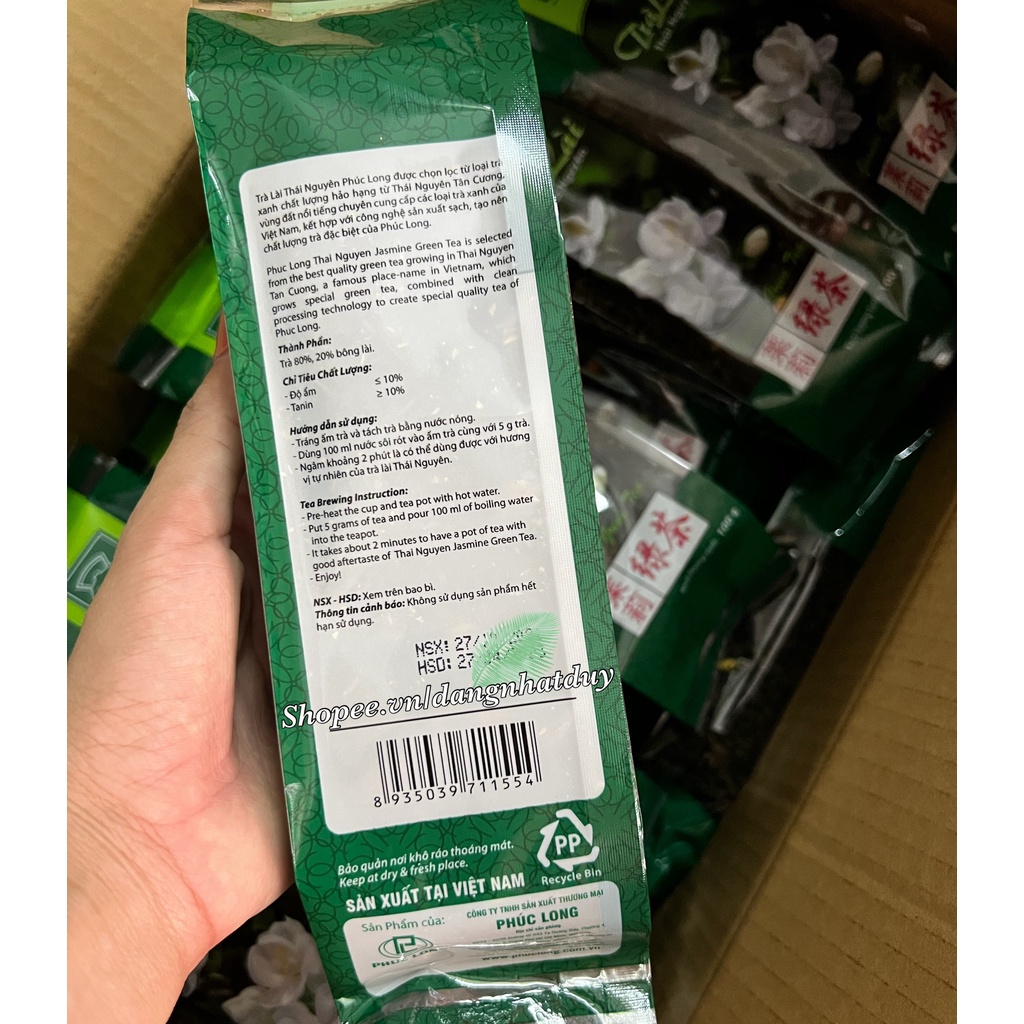 Trà Lài Thái Nguyên Phúc Long được chọn lọc từ loại trà
xanh chất lượng hảo hạng từ Thái Nguyên Tân Cương,
vùng đất nổi tiếng chuyên cung cấp các loại trà xanh của
Việt Nam, kết hợp với công nghệ sản xuất sạch, tạo nên
chất lượng trà đặc biệt của Phúc Long.
Phuc Long Thai Nguyen Jasmine Green Tea is selected
from the best quality green tea growing in Thai Nguyen
Tan Cuong, a famous place-name in Vietnam, which
grows special green tea, combined with clean
processing technology to create special quality tea of
Phuc Long.
Thành Phần:
Trà 80%, 20% bông lài.
Chỉ Tiêu Chất Lượng:
- Độ ẩm ≤ 10%
- Tanin ≥ 10%
Hướng dẫn sử dụng:
- Tráng ấm trà và tách trà bằng nước nóng.
- Dùng 100 ml nước sôi rót vào ấm trà cùng với 5 g trà.
- Ngâm khoảng 2 phút là có thể dùng được với hương
vị tự nhiên của trà lài Thái Nguyên.
Tea Brewing Instruction:
- Pre-heat the cup and tea pot with hot water.
- Put 5 grams of tea and pour 100 ml of boiling water
into the teapot.
- It takes about 2 minutes to have a pot of tea with
good aftertaste of Thai Nguyen Jasmine Green Tea.
- Enjoy!
NSX - HSD: Xem trên bao bì.
Thông tin cảnh báo: Không sử dụng sản phẩm hết
hạn sử dụng.
NSX: 27/
HSD: 27
Shopee.vn/dangnhatduy
8 935039 711554
Bảo quản nơi khô ráo thoáng mát.
Keep at dry & fresh place.
SẢN XUẤT TẠI VIỆT NAM
PP
Recycle Bin
Sản Phẩm của:
PHUC LONG
CÔNG TY TNHH SẢN XUẤT THƯƠNG MẠI
PHÚC LONG
www.phuclong.com.vn
Lài
茉莉
绿茶
茉莉
绿茶
茉莉
绿茶
100 g